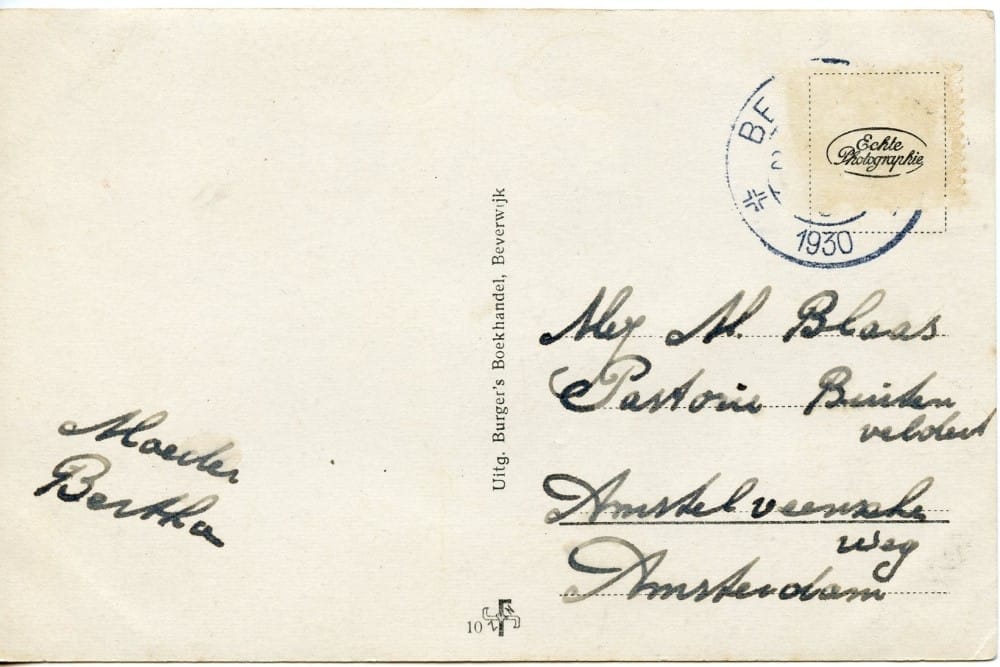 BE
1930
Echte
Photographie
Uitg. Burger's Boekhandel, Beverwijk
Mej M. Blaas
Pastorie Buiten
veldert
Amstelveensche
weg
Amsterdam
Moeder
Bertha
10